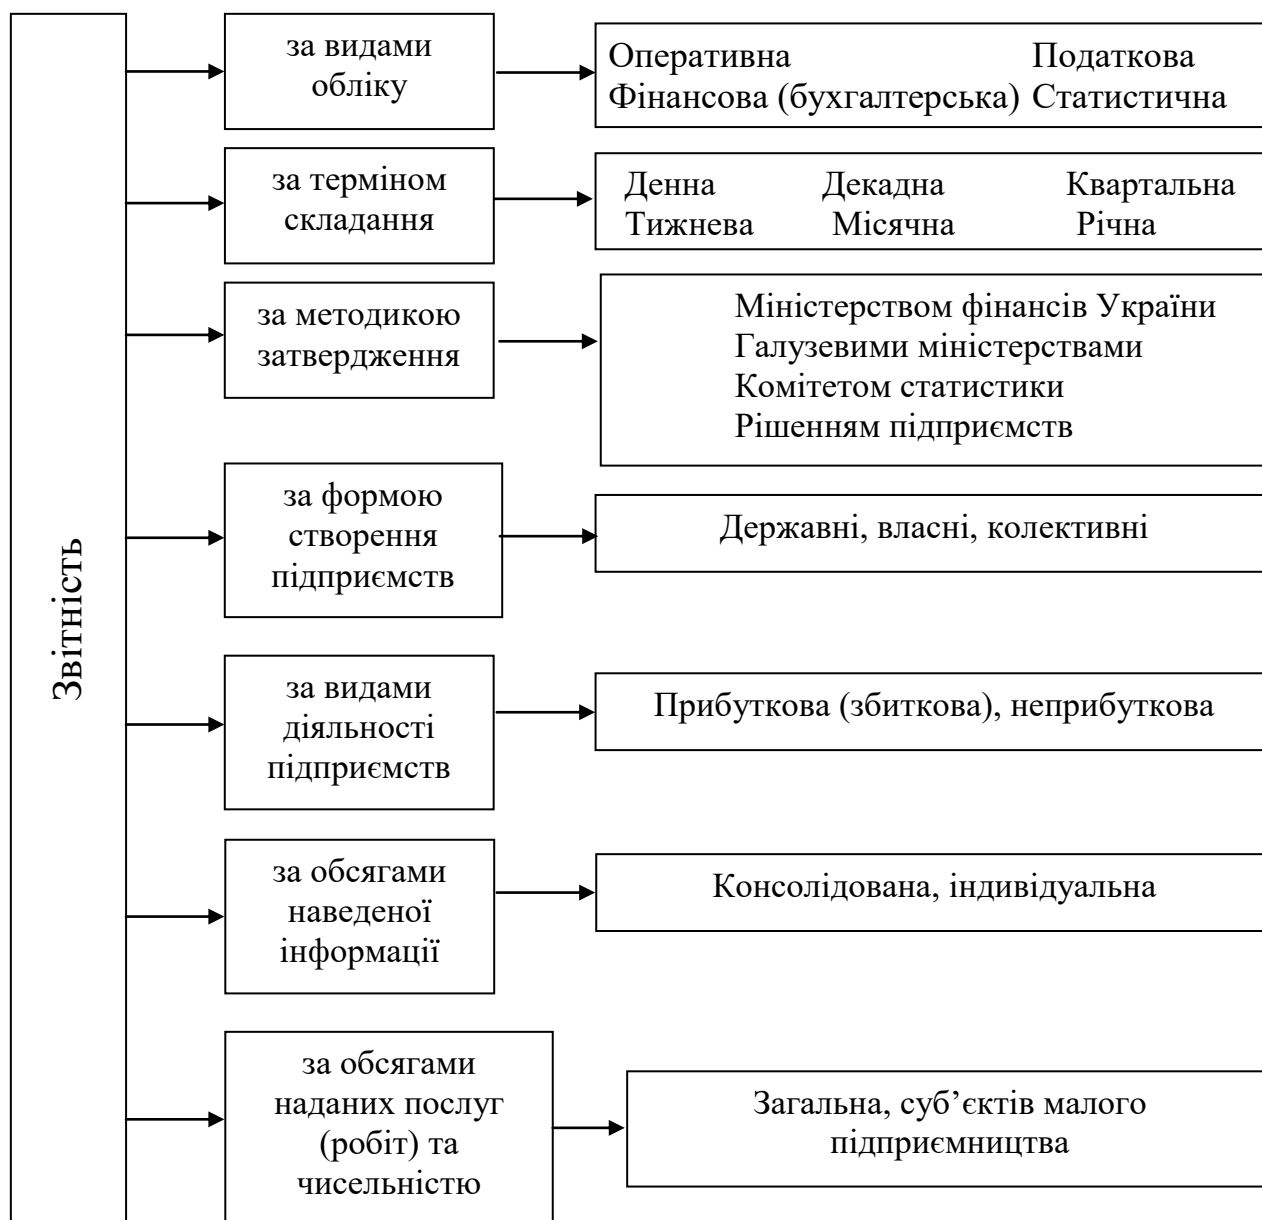 Звітність
за видами
обліку
Оперативна Податкова
Фінансова (бухгалтерська) Статистична
за терміном
складання
Денна Декадна Квартальна
Тижнева Місячна Річна
за методикою
затвердження
Міністерством фінансів України
Галузевими міністерствами
Комітетом статистики
Рішенням підприємств
за формою
створення
підприємств
Державні, власні, колективні
за видами
діяльності
підприємств
Прибуткова (збиткова), неприбуткова
за обсягами
наведеної
інформації
Консолідована, індивідуальна
за обсягами
наданих послуг
(робіт) та
чисельністю
Загальна, суб’єктів малого
підприємництва